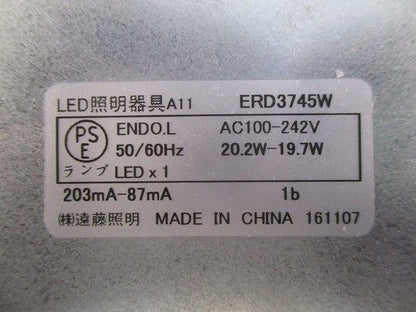 LED照明器具A11 ERD3745W
PS E ENDO.L AC100-242V
50/60Hz 20.2W-19.7W
ランプ LED x 1
203mA-87mA 1b
㈱遠藤照明 MADE IN CHINA 161107